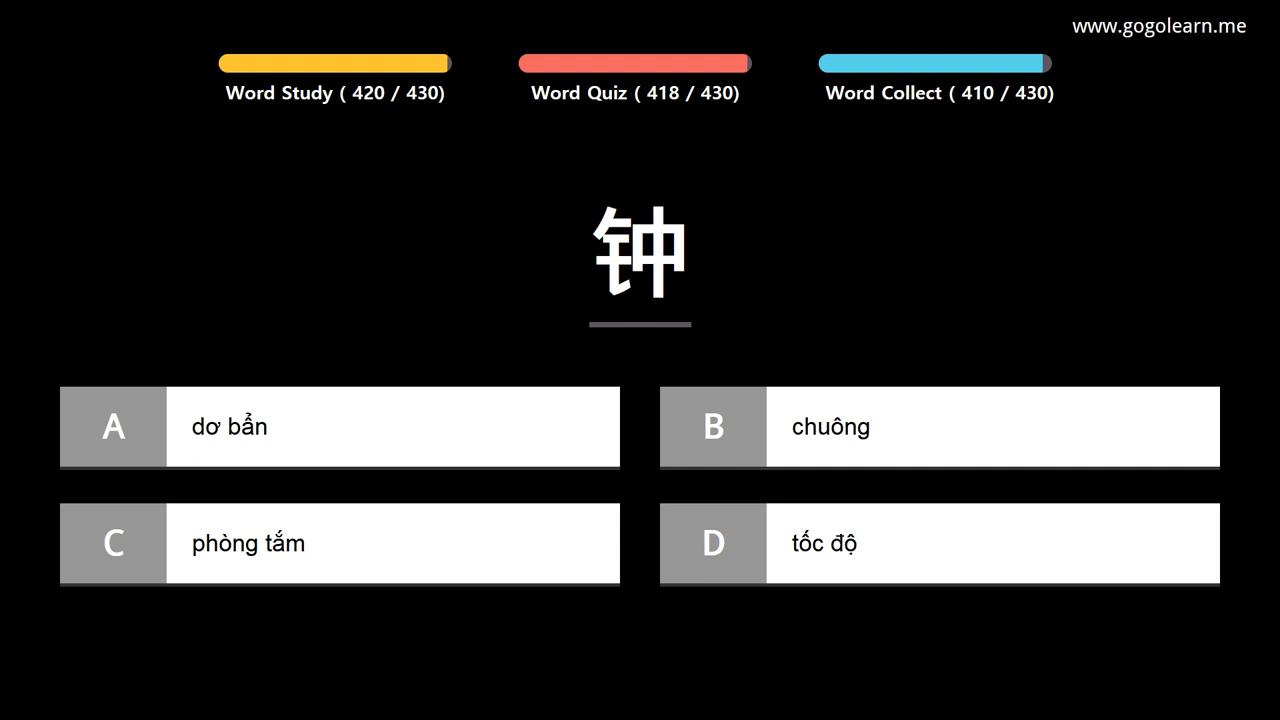 www.gogolearn.me
Word Study ( 420 / 430)
Word Quiz ( 418 / 430)
Word Collect ( 410 / 430)
钟
A dơ bẩn
B chuông
C phòng tắm
D tốc độ